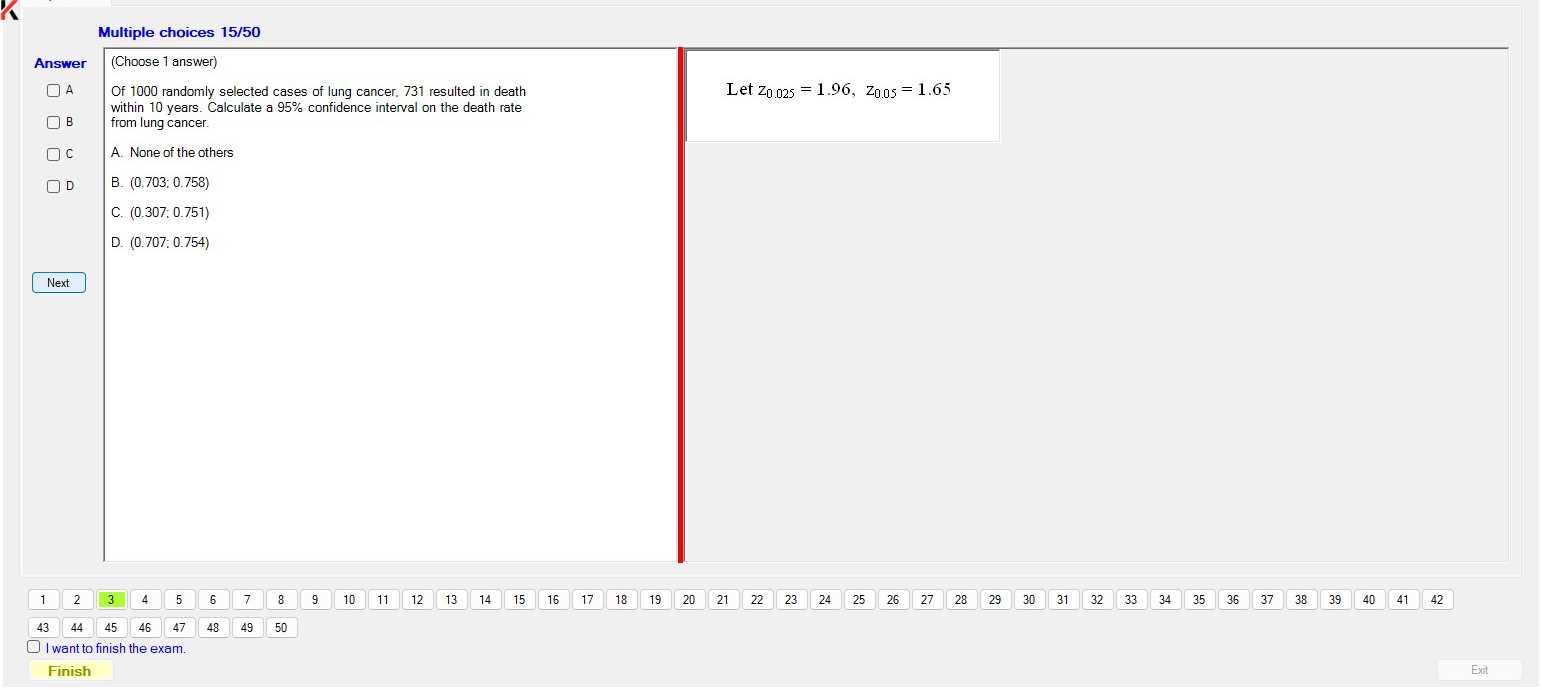 Multiple choices 15/50
Answer
A
B
C
D
Next
(Choose 1 answer)
Of 1000 randomly selected cases of lung cancer, 731 resulted in death
within 10 years. Calculate a 95% confidence interval on the death rate
from lung cancer.
A. None of the others
B. (0.703; 0.758)
C. (0.307; 0.751)
D. (0.707; 0.754)
Let z0.025 = 1.96, z0.05 = 1.65
1 2 3 4 5 6 7 8 9 10 11 12 13 14 15 16 17 18 19 20 21 22 23 24 25 26 27 28 29 30 31 32 33 34 35 36 37 38 39 40 41 42
43 44 45 46 47 48 49 50
I want to finish the exam.
Finish
Exit